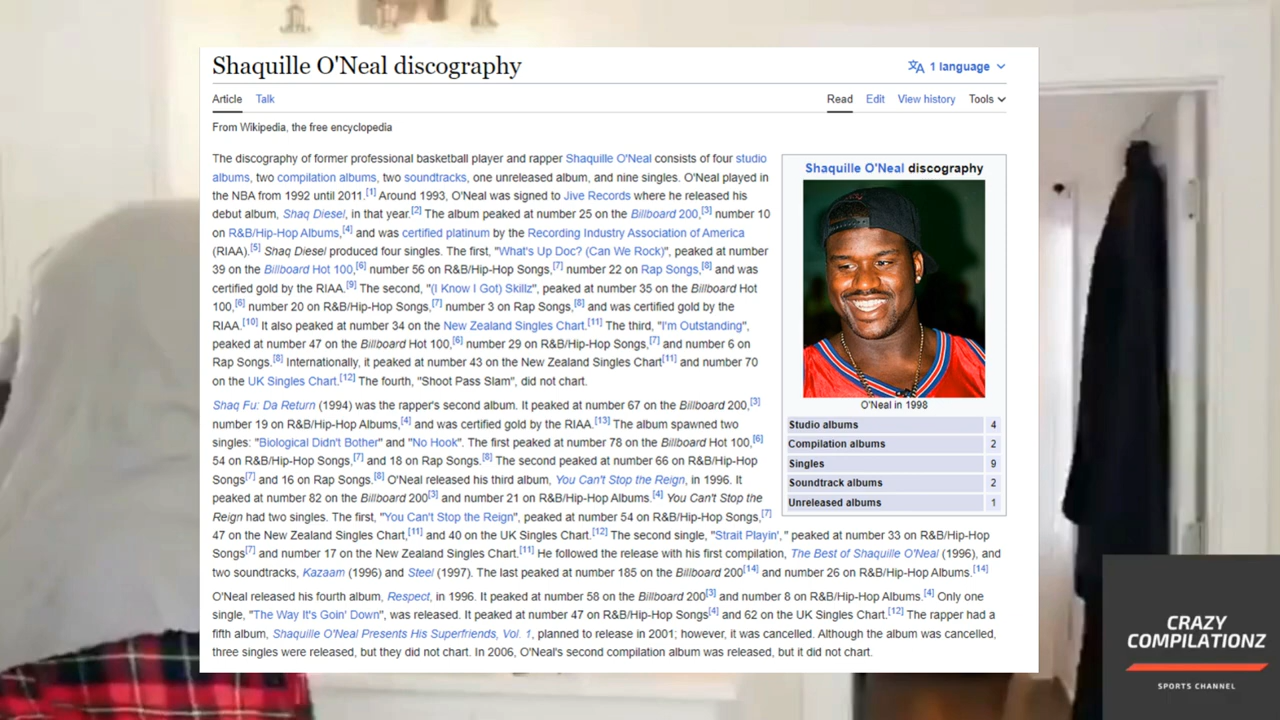 Shaquille O'Neal discography
1 language
Article Talk
Read Edit View history Tools
From Wikipedia, the free encyclopedia
The discography of former professional basketball player and rapper Shaquille O'Neal consists of four studio
albums, two compilation albums, two soundtracks, one unreleased album, and nine singles. O'Neal played in
the NBA from 1992 until 2011.[1] Around 1993, O'Neal was signed to Jive Records where he released his
debut album, Shaq Diesel, in that year.[2] The album peaked at number 25 on the Billboard 200,[3] number 10
on R&B/Hip-Hop Albums,[4] and was certified platinum by the Recording Industry Association of America
(RIAA).[5] Shaq Diesel produced four singles. The first, "What's Up Doc? (Can We Rock)", peaked at number
39 on the Billboard Hot 100,[6] number 56 on R&B/Hip-Hop Songs,[7] number 22 on Rap Songs,[8] and was
certified gold by the RIAA.[9] The second, "(I Know I Got) Skillz", peaked at number 35 on the Billboard Hot
100,[6] number 20 on R&B/Hip-Hop Songs,[7] number 3 on Rap Songs,[8] and was certified gold by the
RIAA.[10] It also peaked at number 34 on the New Zealand Singles Chart.[11] The third, "I'm Outstanding",
peaked at number 47 on the Billboard Hot 100,[6] number 29 on R&B/Hip-Hop Songs,[7] and number 6 on
Rap Songs.[8] Internationally, it peaked at number 43 on the New Zealand Singles Chart[11] and number 70
on the UK Singles Chart.[12] The fourth, "Shoot Pass Slam", did not chart.
Shaq Fu: Da Return (1994) was the rapper's second album. It peaked at number 67 on the Billboard 200,[3]
number 19 on R&B/Hip-Hop Albums,[4] and was certified gold by the RIAA.[13] The album spawned two
singles: "Biological Didn't Bother" and "No Hook". The first peaked at number 78 on the Billboard Hot 100,[6]
54 on R&B/Hip-Hop Songs,[7] and 18 on Rap Songs.[8] The second peaked at number 66 on R&B/Hip-Hop
Songs[7] and 16 on Rap Songs.[8] O'Neal released his third album, You Can't Stop the Reign, in 1996. It
peaked at number 82 on the Billboard 200[3] and number 21 on R&B/Hip-Hop Albums.[4] You Can't Stop the
Reign had two singles. The first, "You Can't Stop the Reign", peaked at number 54 on R&B/Hip-Hop Songs,[7]
47 on the New Zealand Singles Chart,[11] and 40 on the UK Singles Chart.[12] The second single, "Strait Playin'," peaked at number 33 on R&B/Hip-Hop
Songs[7] and number 17 on the New Zealand Singles Chart.[11] He followed the release with his first compilation, The Best of Shaquille O'Neal (1996), and
two soundtracks, Kazaam (1996) and Steel (1997). The last peaked at number 185 on the Billboard 200[14] and number 26 on R&B/Hip-Hop Albums.[14]
O'Neal released his fourth album, Respect, in 1996. It peaked at number 58 on the Billboard 200[3] and number 8 on R&B/Hip-Hop Albums.[4] Only one
single, "The Way It's Goin' Down", was released. It peaked at number 47 on R&B/Hip-Hop Songs[4] and 62 on the UK Singles Chart.[12] The rapper had a
fifth album, Shaquille O'Neal Presents His Superfriends, Vol. 1, planned to release in 2001; however, it was cancelled. Although the album was cancelled,
three singles were released, but they did not chart. In 2006, O'Neal's second compilation album was released, but it did not chart.
Shaquille O'Neal discography
O'Neal in 1998
Studio albums 4
Compilation albums 2
Singles 9
Soundtrack albums 2
Unreleased albums 1
CRAZY
COMPILATIONZ
SPORTS CHANNEL